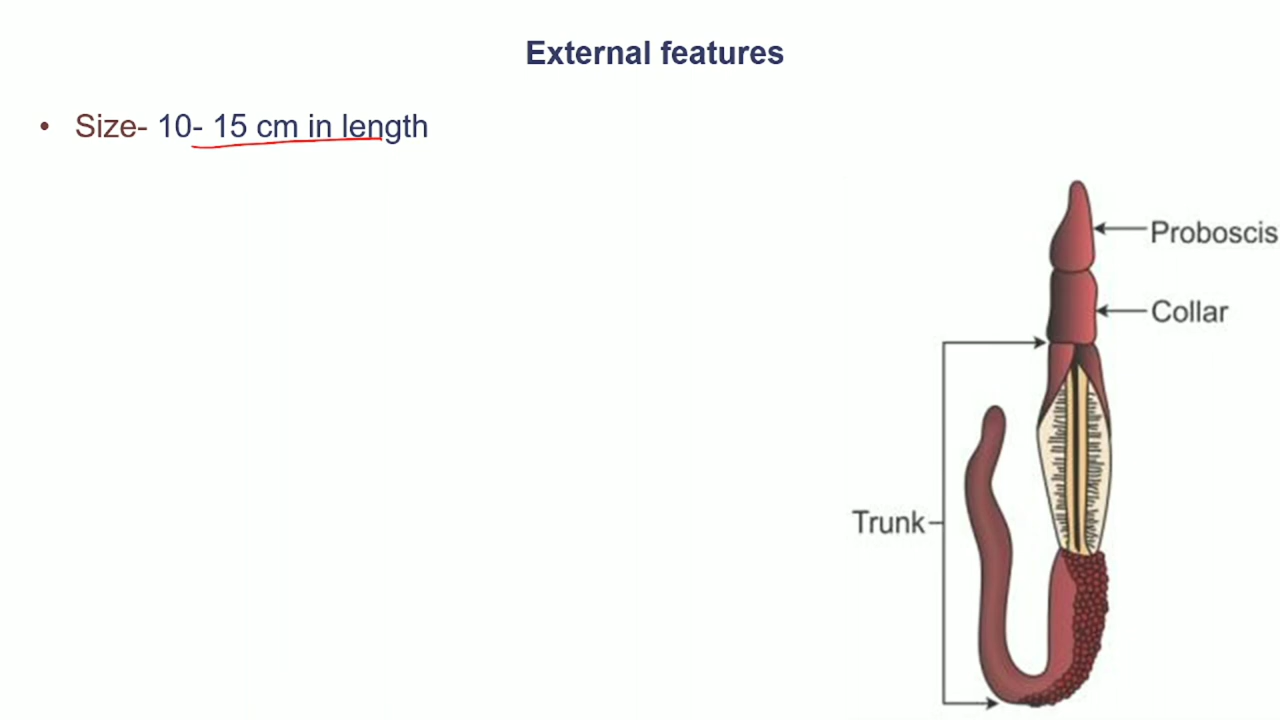 External features
• Size- 10- 15 cm in length
Proboscis
Collar
Trunk